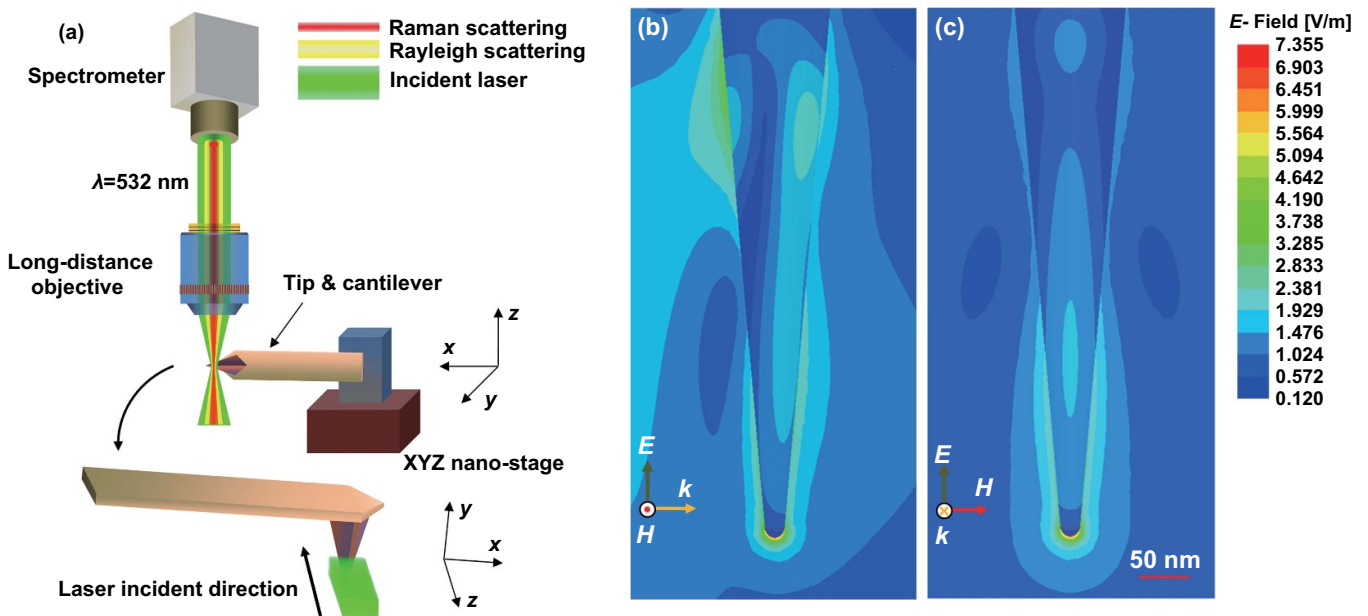 (a)
Raman scattering
Rayleigh scattering
Incident laser
Spectrometer
λ=532 nm
Long-distance
objective
Tip & cantilever
z
x
y
XYZ nano-stage
y
x
z
Laser incident direction
(b)
E
k
H
(c)
E
H
k
50 nm
E- Field [V/m]
7.355
6.903
6.451
5.999
5.564
5.094
4.642
4.190
3.738
3.285
2.833
2.381
1.929
1.476
1.024
0.572
0.120